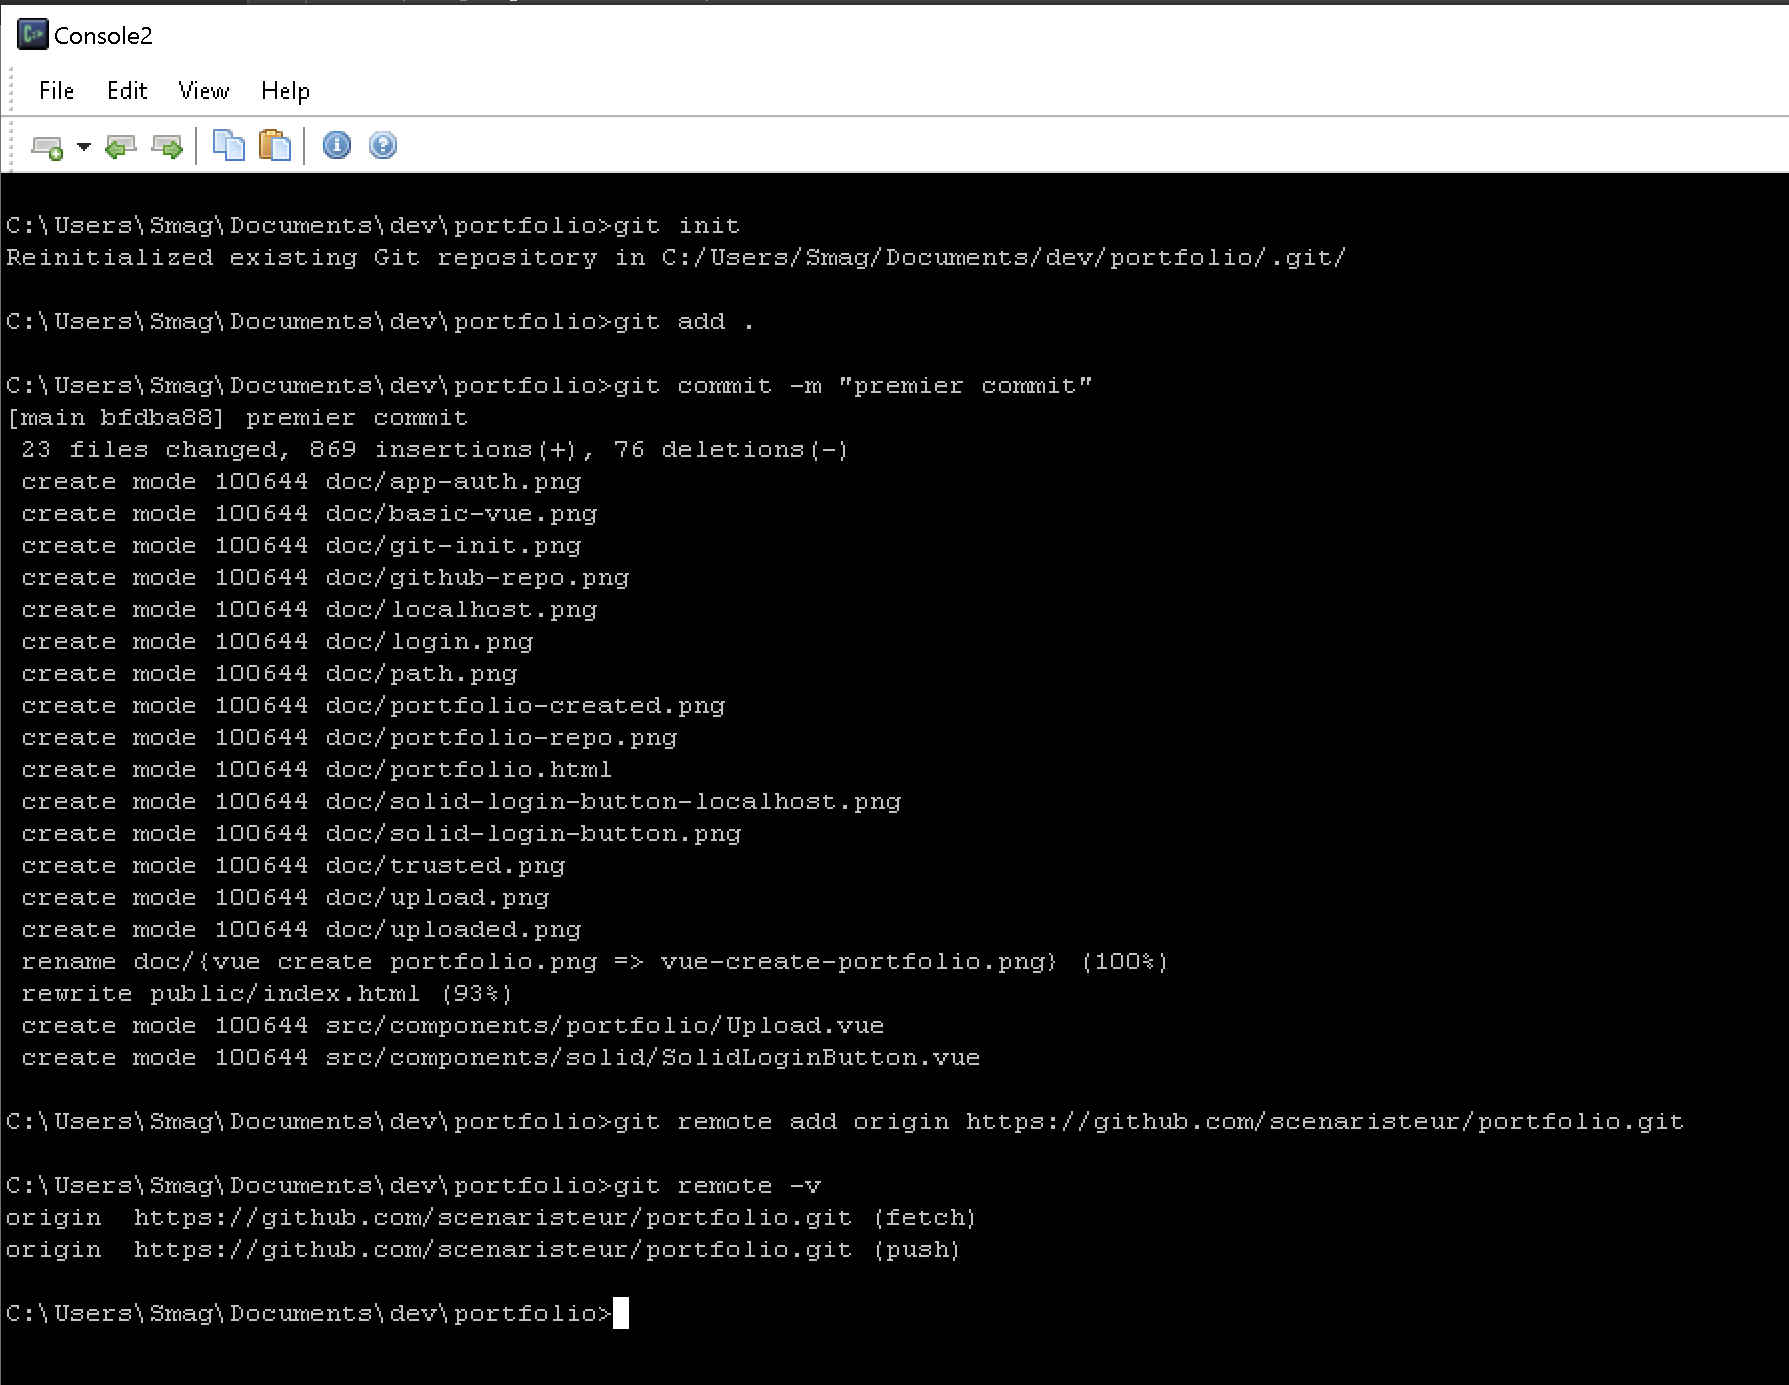 Console2
File Edit View Help
C:\Users\Smag\Documents\dev\portfolio>git init
Reinitialized existing Git repository in C:/Users/Smag/Documents/dev/portfolio/.git/
C:\Users\Smag\Documents\dev\portfolio>git add .
C:\Users\Smag\Documents\dev\portfolio>git commit -m "premier commit"
[main bfdba88] premier commit
 23 files changed, 869 insertions(+), 76 deletions(-)
 create mode 100644 doc/app-auth.png
 create mode 100644 doc/basic-vue.png
 create mode 100644 doc/git-init.png
 create mode 100644 doc/github-repo.png
 create mode 100644 doc/localhost.png
 create mode 100644 doc/login.png
 create mode 100644 doc/path.png
 create mode 100644 doc/portfolio-created.png
 create mode 100644 doc/portfolio-repo.png
 create mode 100644 doc/portfolio.html
 create mode 100644 doc/solid-login-button-localhost.png
 create mode 100644 doc/solid-login-button.png
 create mode 100644 doc/trusted.png
 create mode 100644 doc/upload.png
 create mode 100644 doc/uploaded.png
 rename doc/{vue create portfolio.png => vue-create-portfolio.png} (100%)
 rewrite public/index.html (93%)
 create mode 100644 src/components/portfolio/Upload.vue
 create mode 100644 src/components/solid/SolidLoginButton.vue
C:\Users\Smag\Documents\dev\portfolio>git remote add origin https://github.com/scenaristeur/portfolio.git
C:\Users\Smag\Documents\dev\portfolio>git remote -v
origin  https://github.com/scenaristeur/portfolio.git (fetch)
origin  https://github.com/scenaristeur/portfolio.git (push)
C:\Users\Smag\Documents\dev\portfolio>